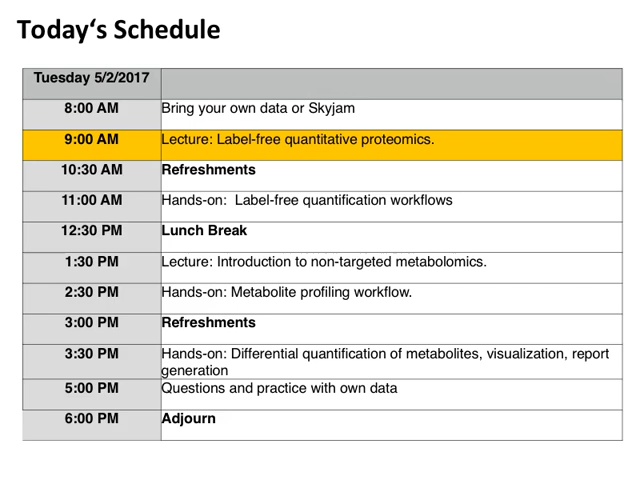 Today‘s Schedule
Tuesday 5/2/2017
8:00 AM Bring your own data or Skyjam
9:00 AM Lecture: Label-free quantitative proteomics.
10:30 AM Refreshments
11:00 AM Hands-on:  Label-free quantification workflows
12:30 PM Lunch Break
1:30 PM Lecture: Introduction to non-targeted metabolomics.
2:30 PM Hands-on: Metabolite profiling workflow.
3:00 PM Refreshments
3:30 PM Hands-on: Differential quantification of metabolites, visualization, report
generation
5:00 PM Questions and practice with own data
6:00 PM Adjourn